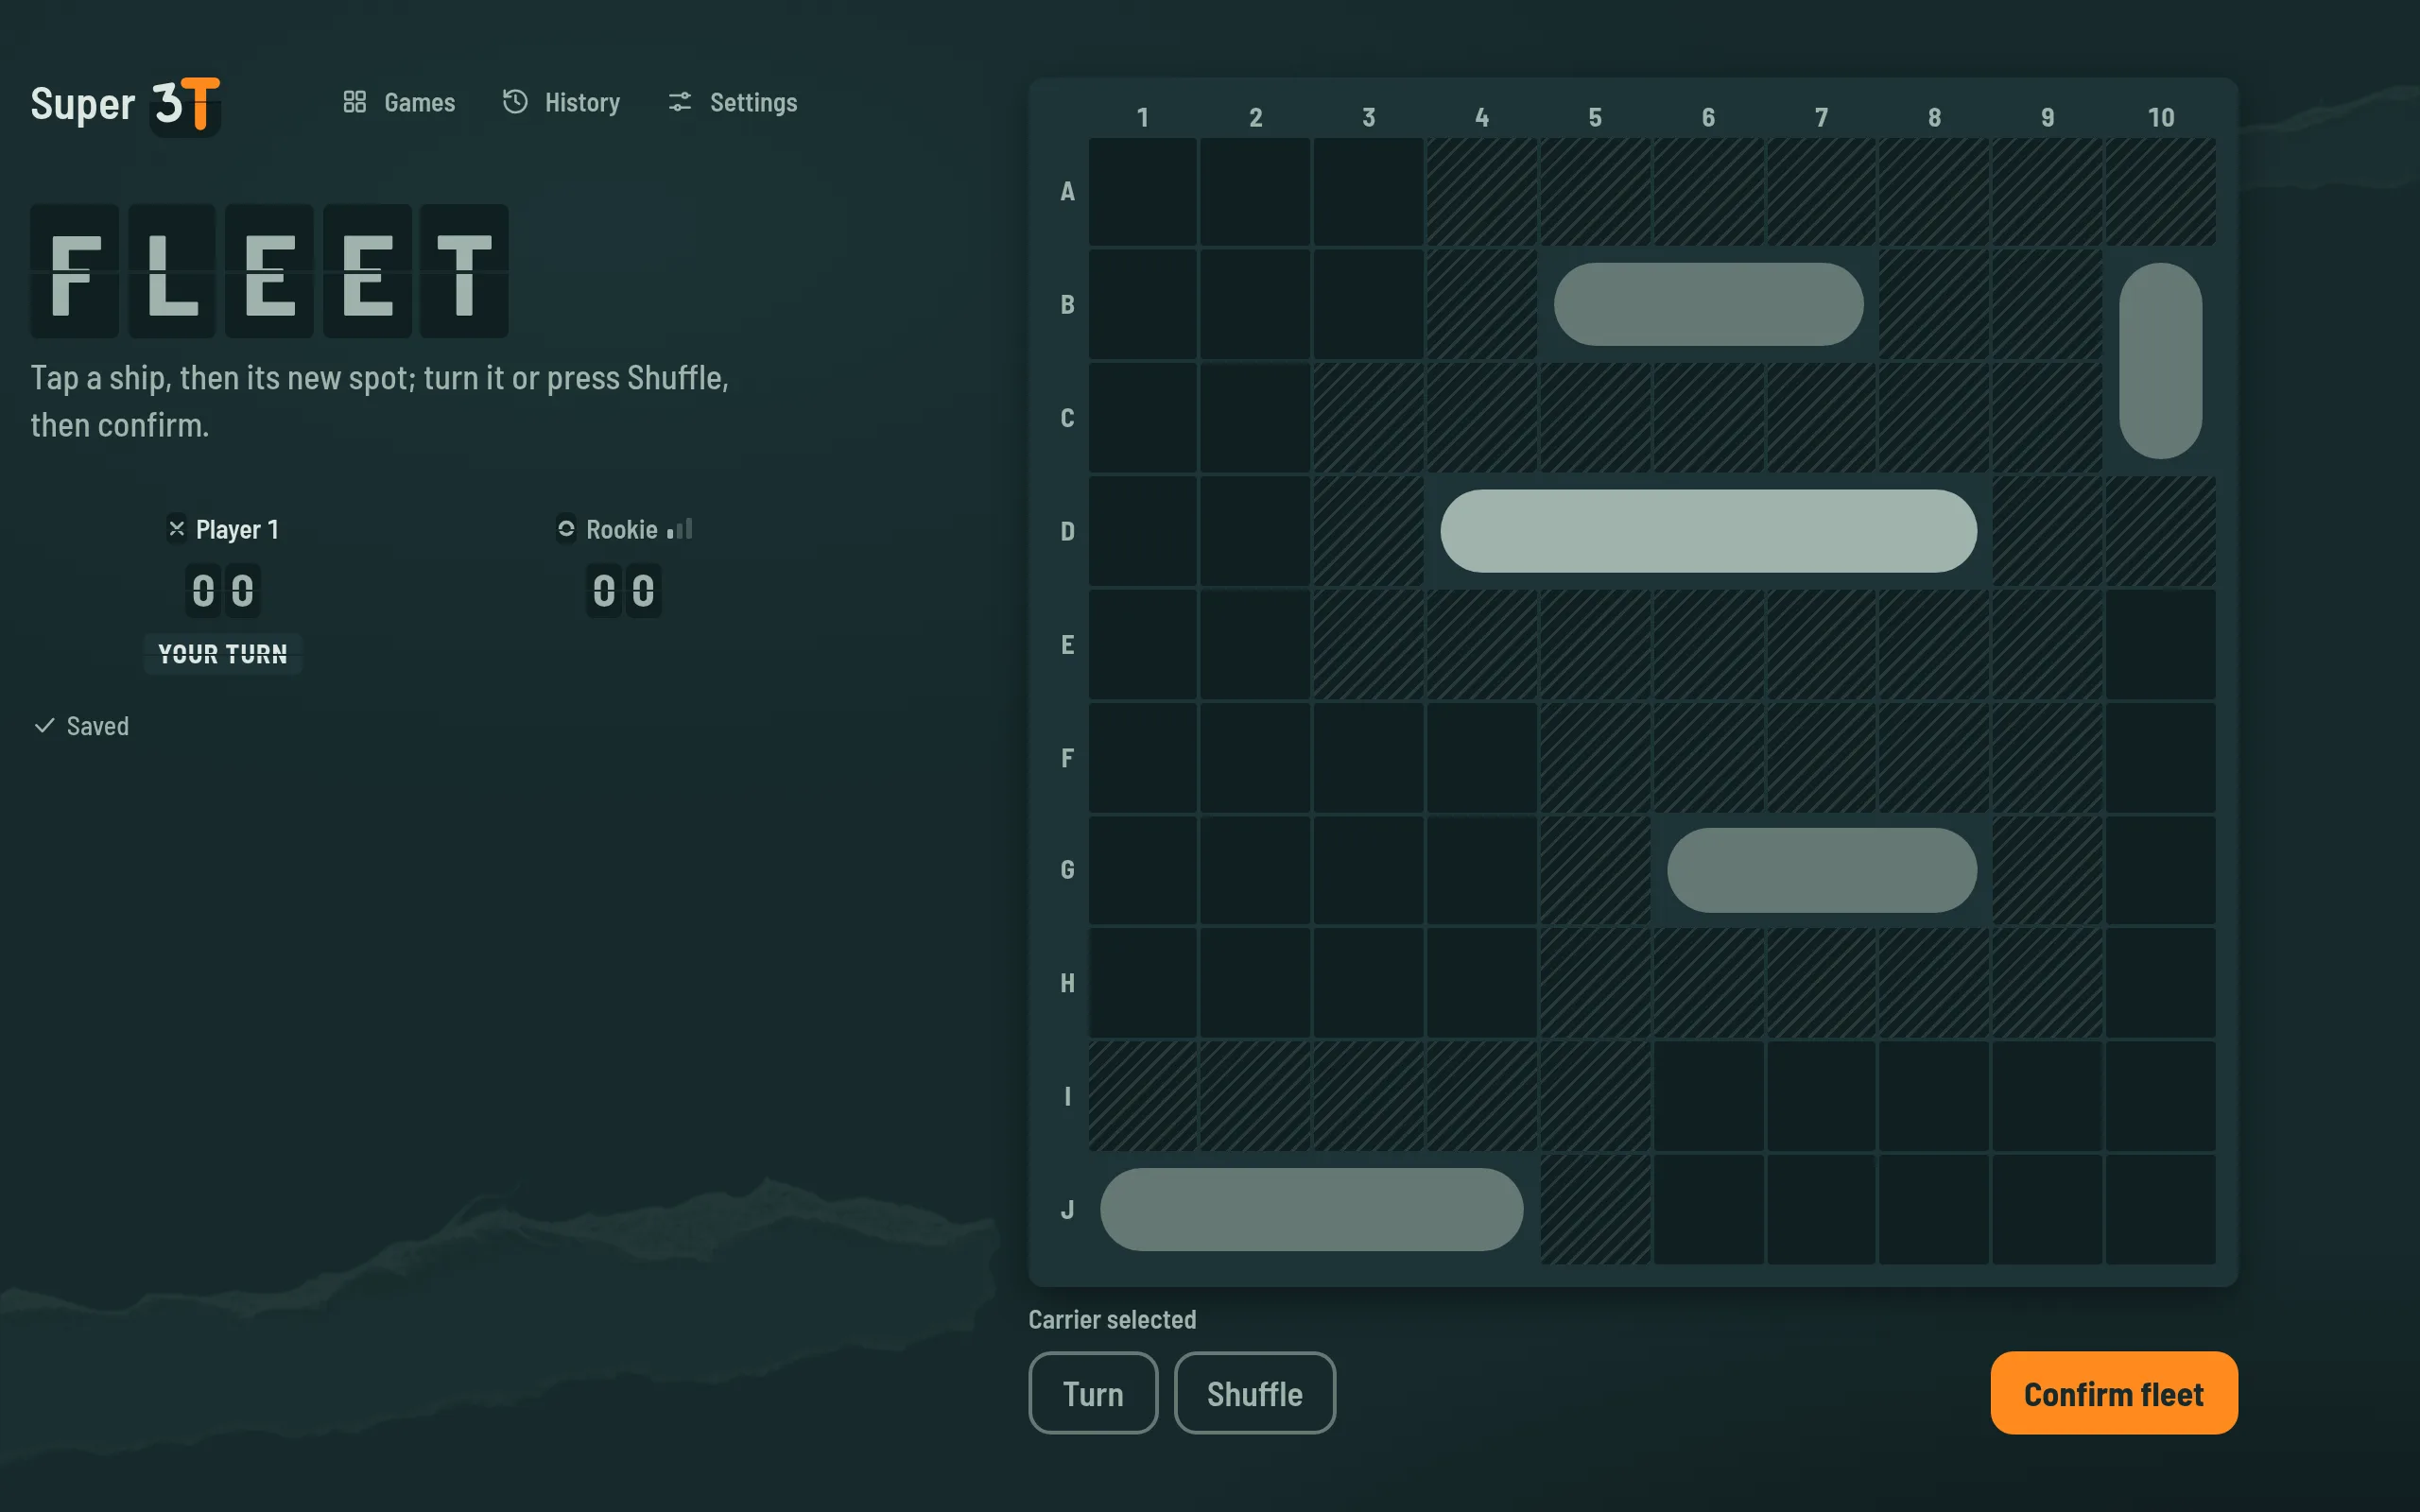 Super 3T
Games
History
Settings
FLEET
Tap a ship, then its new spot; turn it or press Shuffle,
then confirm.
Player 1
Rookie
00
00
YOUR TURN
Saved
1 2 3 4 5 6 7 8 9 10
A
B
C
D
E
F
G
H
I
J
Carrier selected
Turn
Shuffle
Confirm fleet